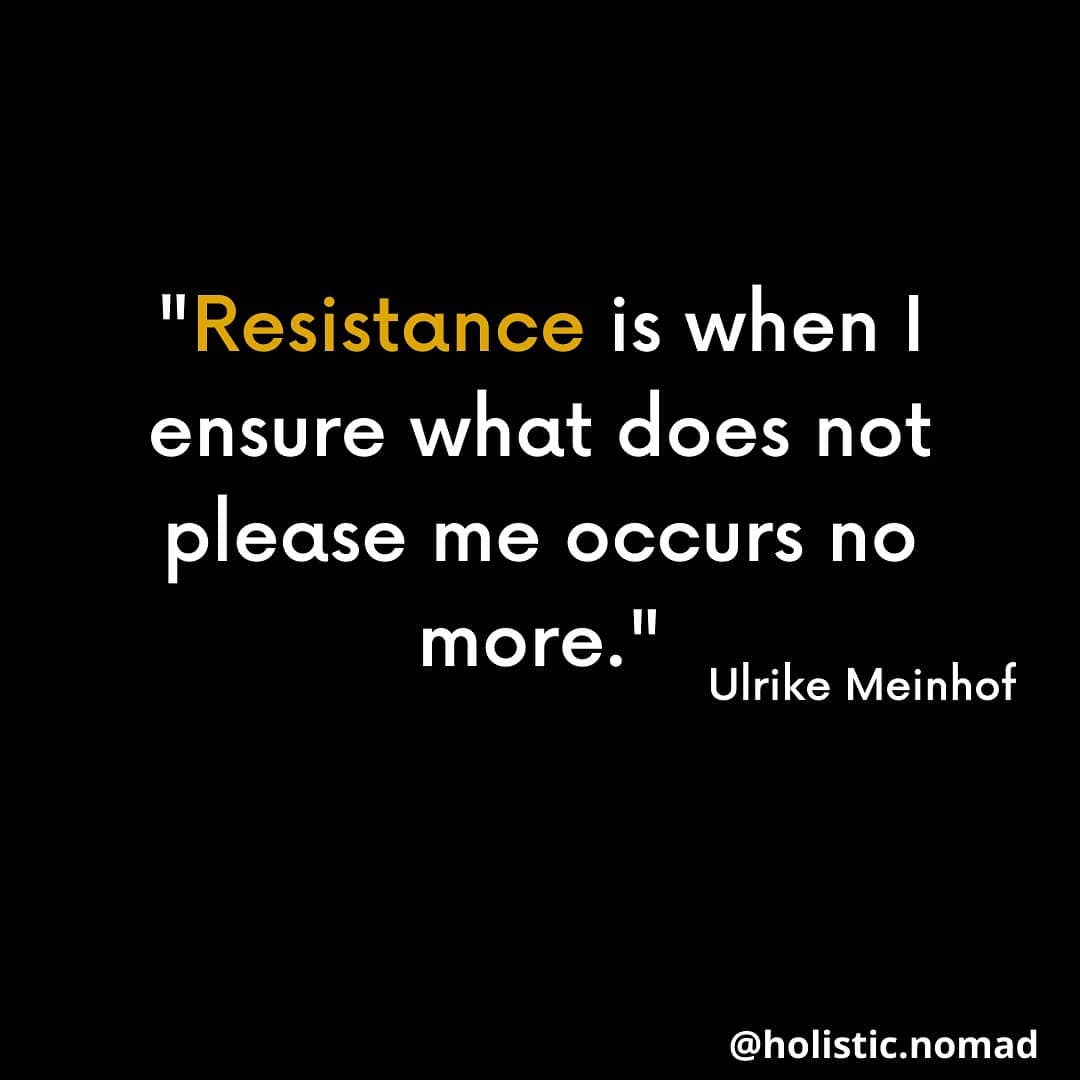 "Resistance is when I
ensure what does not
please me occurs no
more."
Ulrike Meinhof
@holistic.nomad